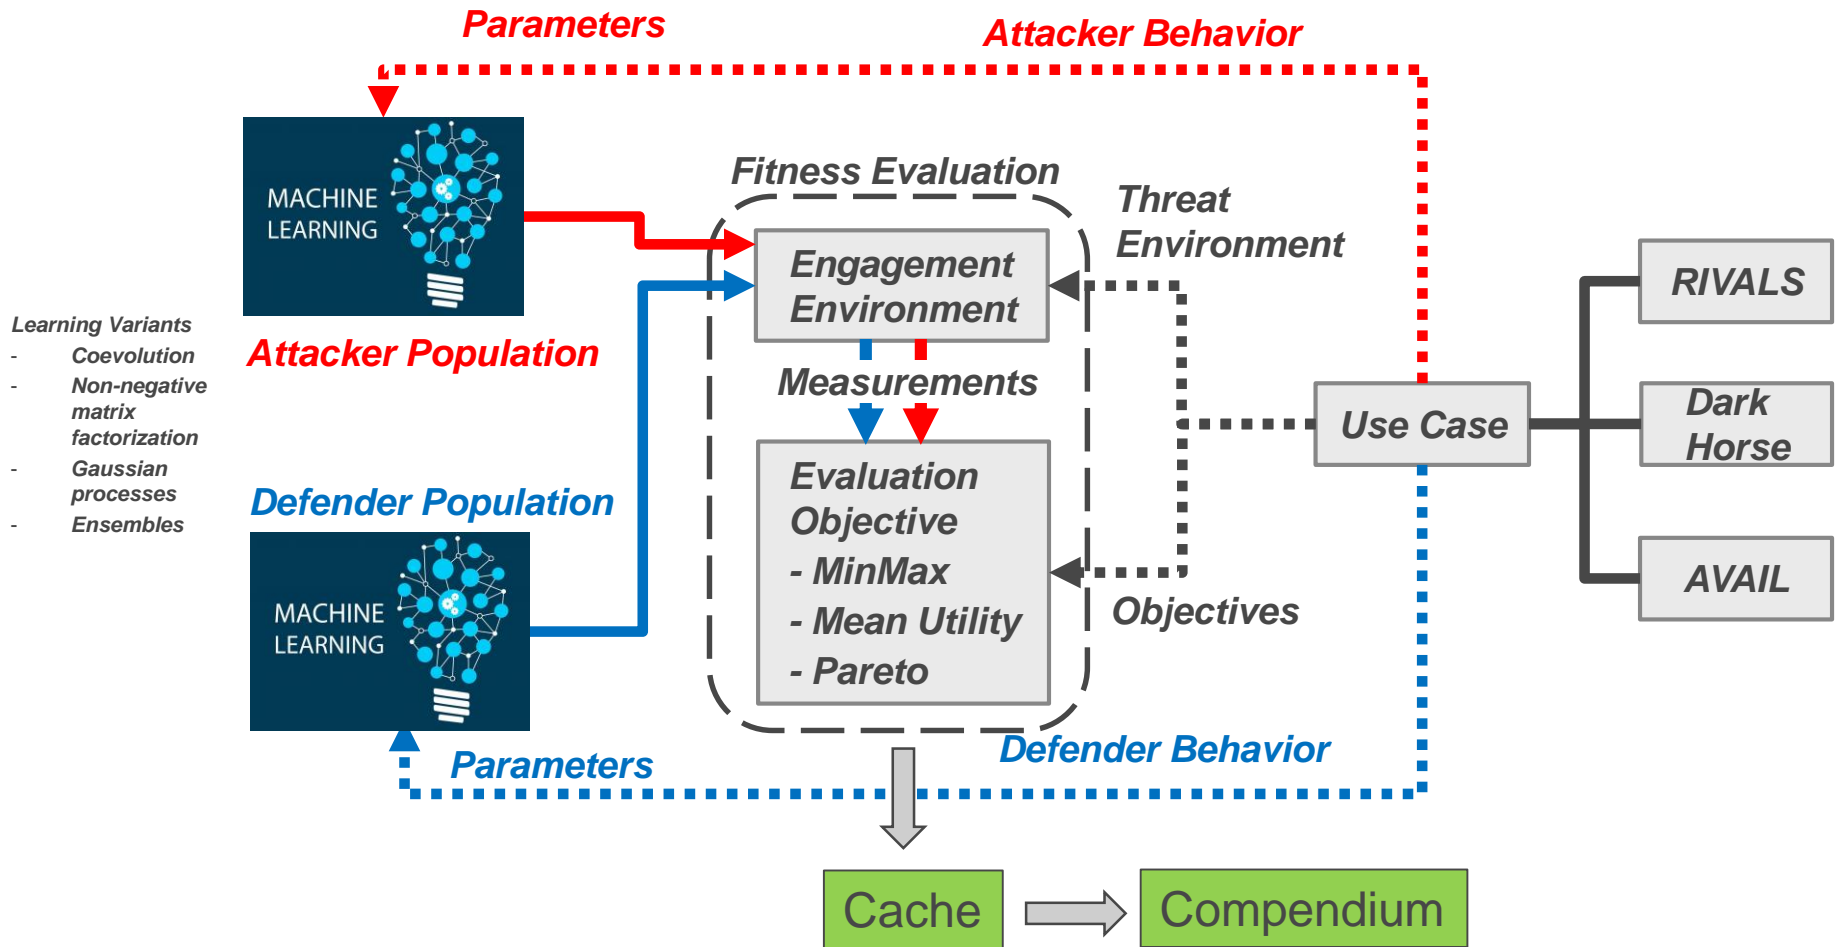 Parameters
Attacker Behavior
MACHINE
LEARNING
Attacker Population
Learning Variants
- Coevolution
- Non-negative
matrix
factorization
- Gaussian
processes
- Ensembles
Defender Population
MACHINE
LEARNING
Parameters
Defender Behavior
Fitness Evaluation
Engagement
Environment
Measurements
Evaluation
Objective
- MinMax
- Mean Utility
- Pareto
Threat
Environment
Objectives
Use Case
RIVALS
Dark
Horse
AVAIL
Cache
Compendium